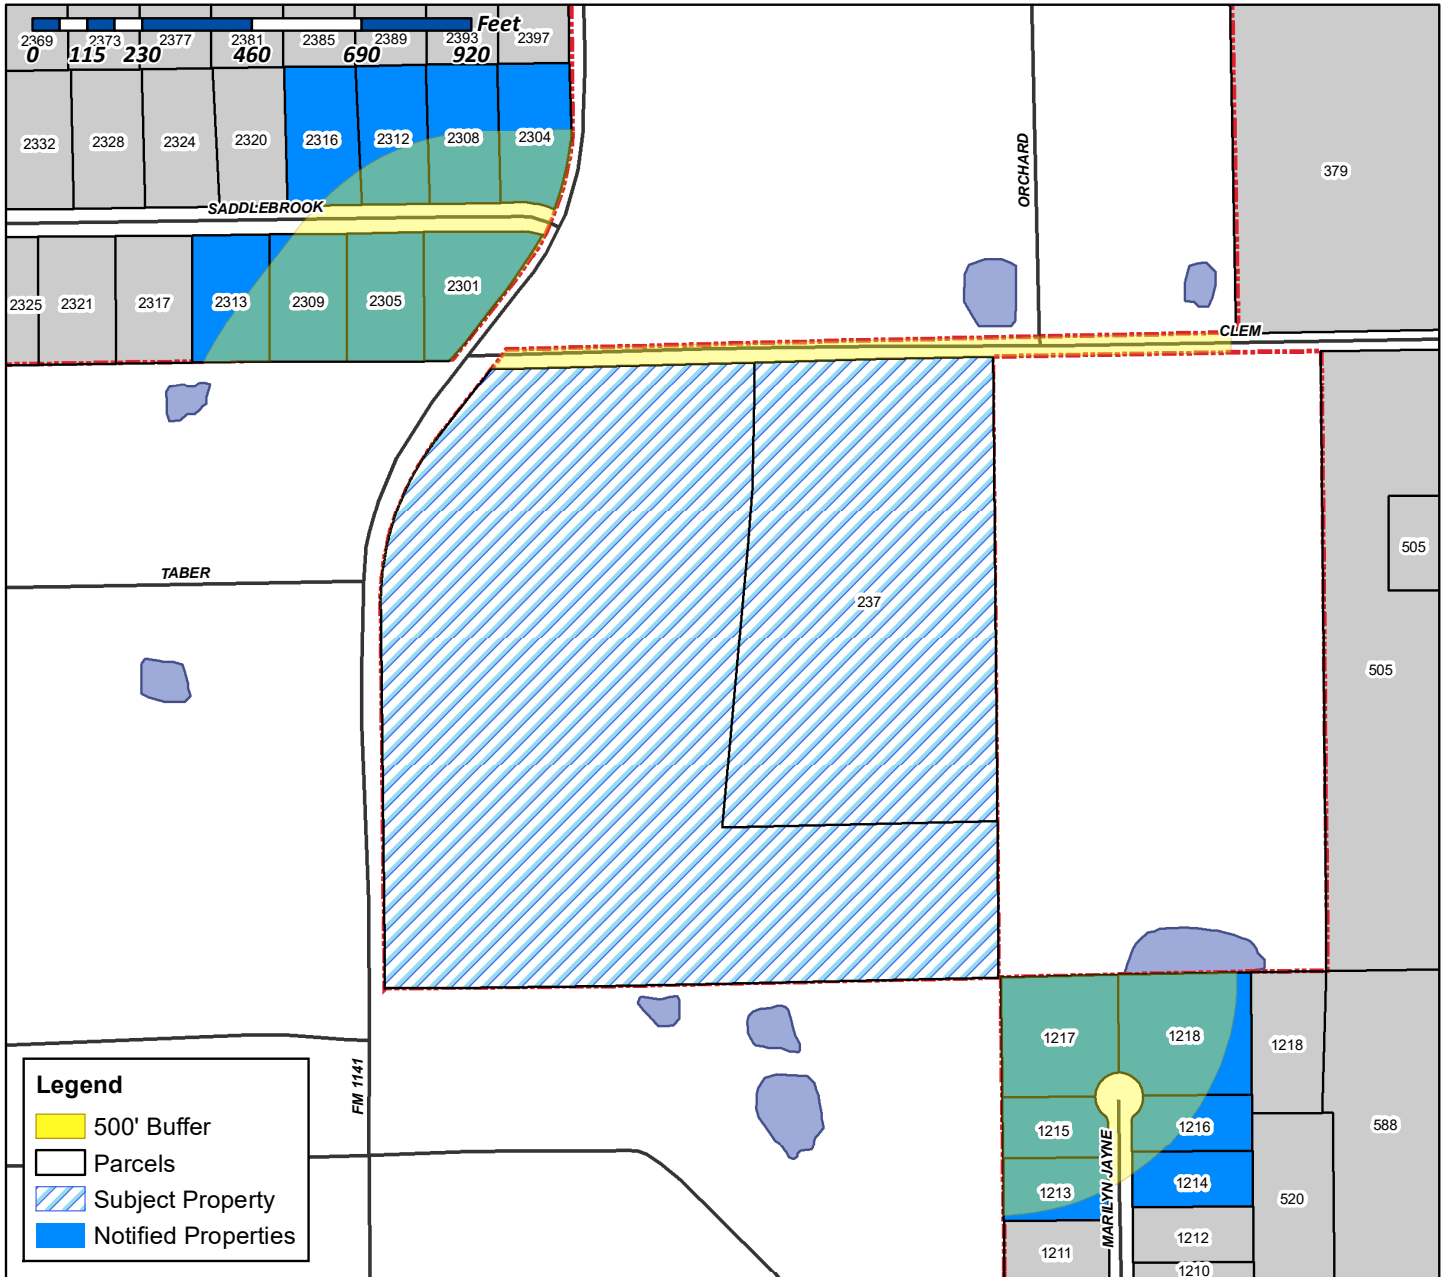 Feet
2369 2373 2377 2381 2385 2389 2393 2397
0 115 230 460 690 920
2332 2328 2324 2320 2316 2312 2308 2304
ORCHARD
379
SADDLEBROOK
2325 2321 2317 2313 2309 2305 2301
CLEM
505
TABER
237
505
1217 1218 1218
FM 1141
Legend
500' Buffer
Parcels
Subject Property
Notified Properties
1215 1216 588
MARILYN JAYNE
1213 1214 520
1211 1212
1210